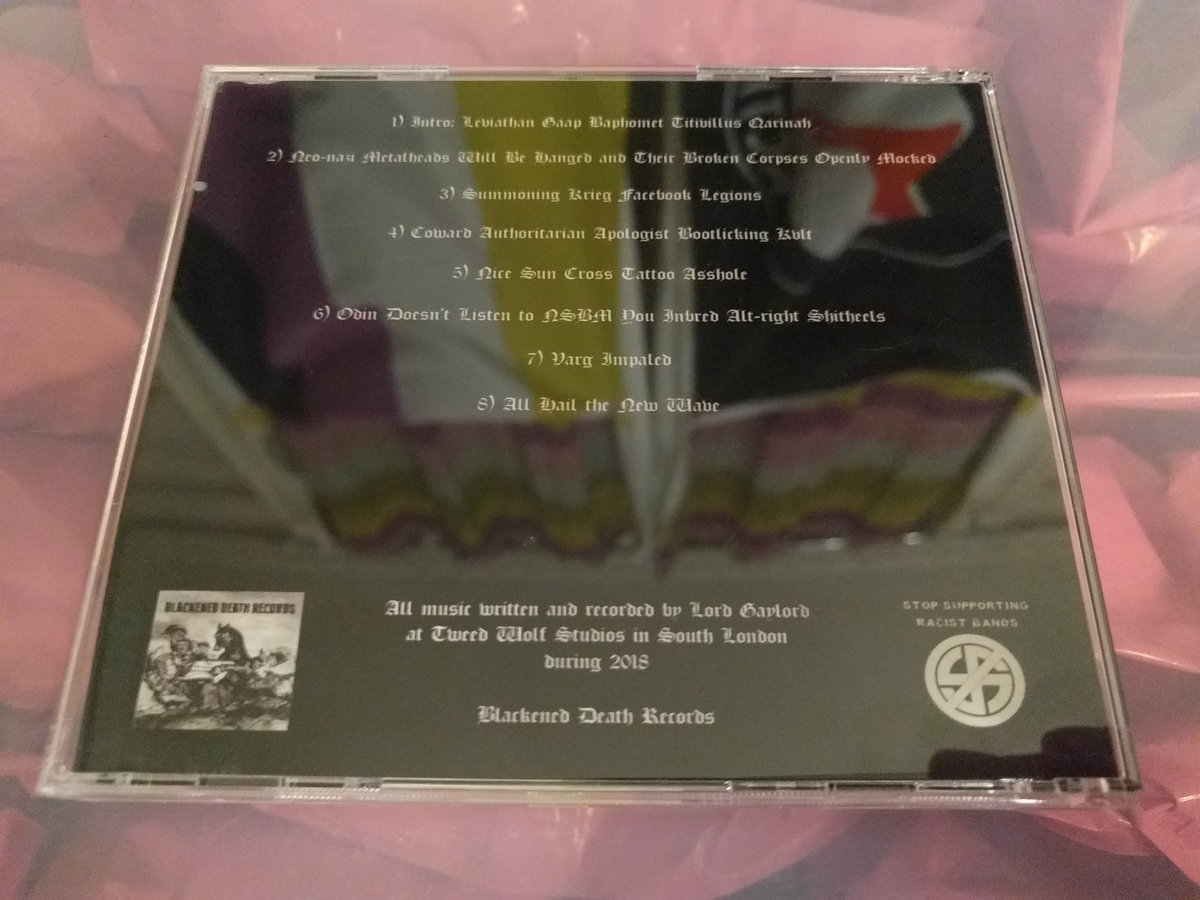 1) Intro: Leviathan Gaap Baphomet Titivillus Qarinah
2) Neo-nazi Metalheads Will Be Hanged and Their Broken Corpses Openly Mocked
3) Summoning Krieg Facebook Legions
4) Coward Authoritarian Apologist Bootlicking Kvlt
5) Nice Sun Cross Tattoo Asshole
6) Odin Doesn't Listen to NSBM You Inbred Alt-right Shitheels
7) Varg Impaled
8) All Hail the New Wave
BLACKENED DEATH RECORDS
All music written and recorded by Lord Gaylord
at Tweed Wolf Studios in South London
during 2018
Blackened Death Records
STOP SUPPORTING
RACIST BANDS